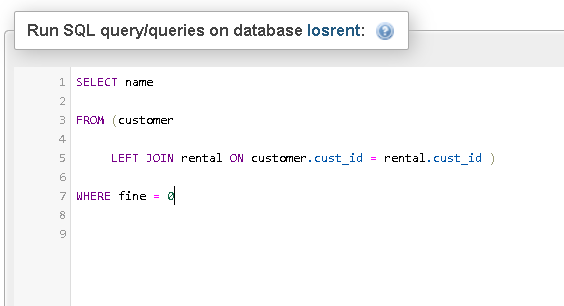 Run SQL query/queries on database losrent:
1 SELECT name
2
3 FROM (customer
4
5 LEFT JOIN rental ON customer.cust_id = rental.cust_id )
6
7 WHERE fine = 0
8
9